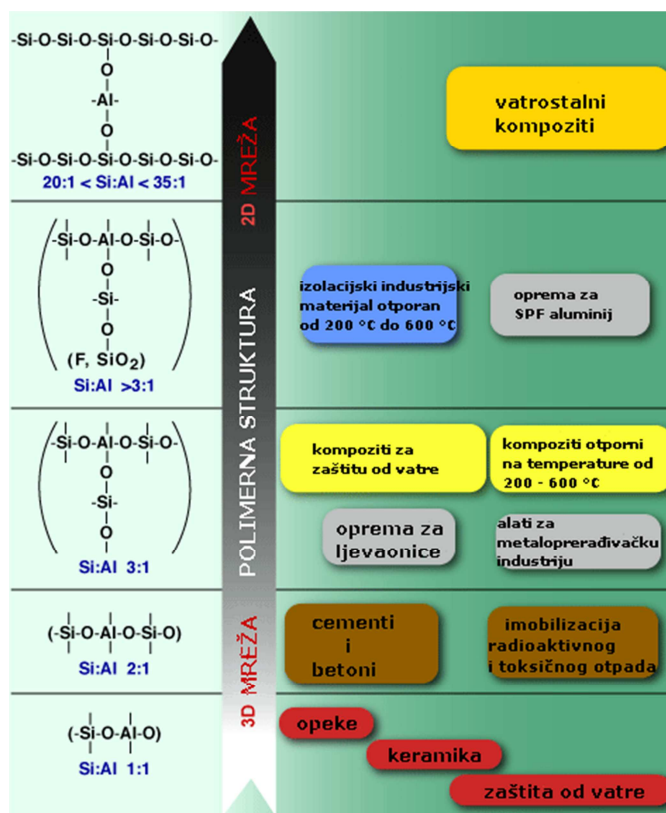 -Si-O-Si-O-Si-O-Si-O-Si-O-
O
-Al-
O
-Si-O-Si-O-Si-O-Si-O-Si-O-
20:1 < Si:Al < 35:1
vatrostalni
kompoziti
-Si-O-Al-O-Si-O-
O
-Si-
O
(F, SiO₂)
Si:Al >3:1
izolacijski industrijski
materijal otporan
od 200 °C do 600 °C
oprema za
SPF aluminij
-Si-O-Al-O-Si-O-
O
-Si-
O
Si:Al 3:1
kompoziti za
zaštitu od vatre
kompoziti otporni
na temperature od
200 - 600 °C
oprema za
ljevaonice
alati za
metaloprerađivačku
industriju
(-Si-O-Al-O-Si-O)
Si:Al 2:1
cementi
i
betoni
imobilizacija
radioaktivnog
i toksičnog otpada
(-Si-O-Al-O)
Si:Al 1:1
opeke
keramika
zaštita od vatre
3D MREŽA
POLIMERNA STRUKTURA
2D MREŽA